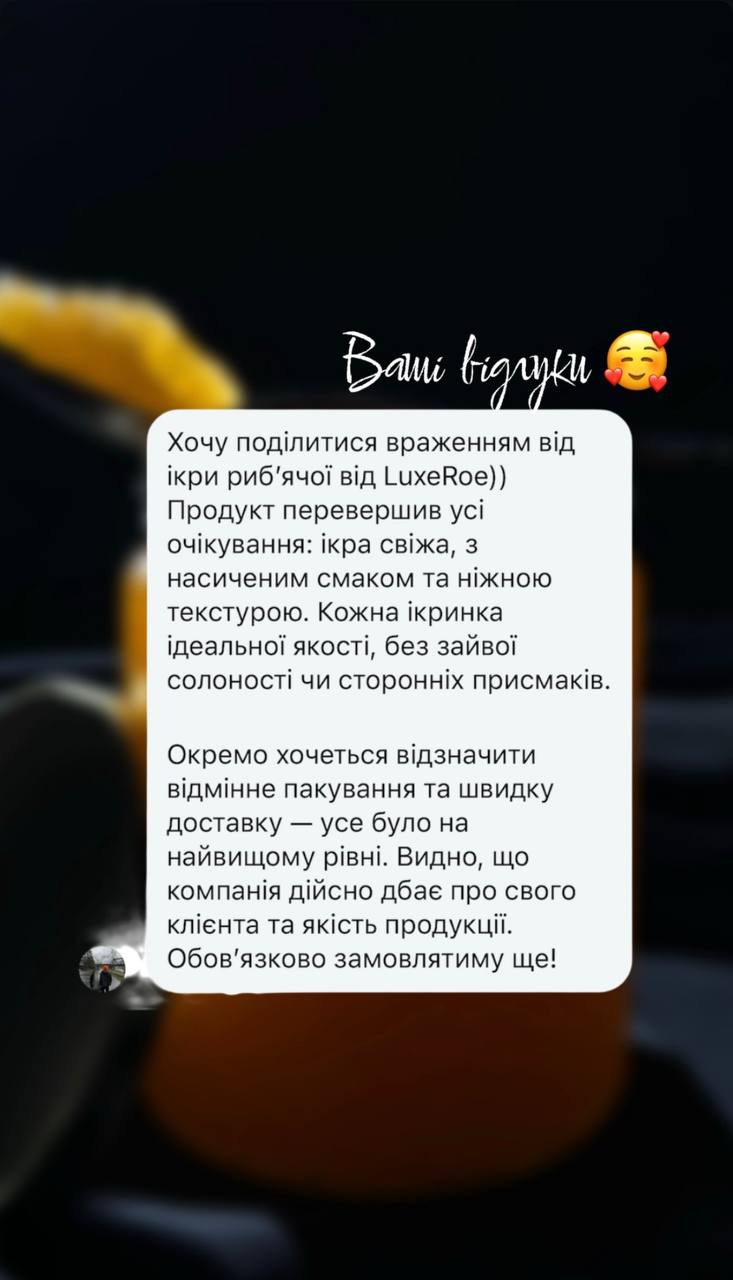 Ваші відгуки 🥰
Хочу поділитися враженням від
ікри риб’ячої від LuxeRoe))
Продукт перевершив усі
очікування: ікра свіжа, з
насиченим смаком та ніжною
текстурою. Кожна ікринка
ідеальної якості, без зайвої
солоності чи сторонніх присмаків.
Окремо хочеться відзначити
відмінне пакування та швидку
доставку — усе було на
найвищому рівні. Видно, що
компанія дійсно дбає про свого
клієнта та якість продукції.
Обов’язково замовлятиму ще!